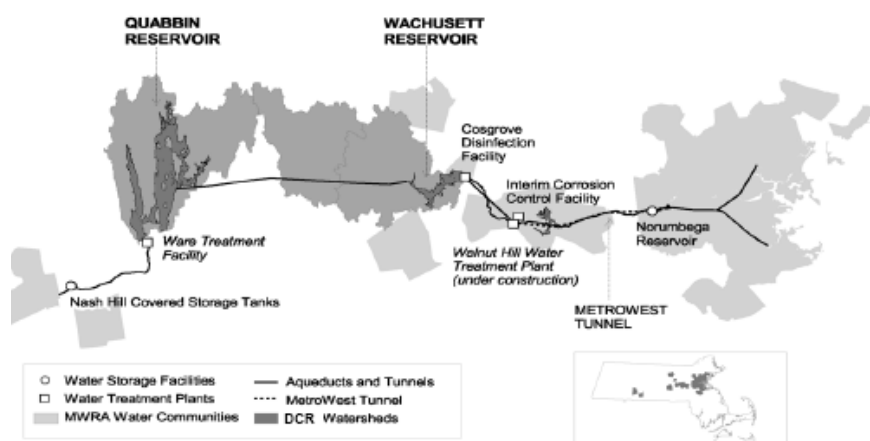 QUABBIN
RESERVOIR
WACHUSETT
RESERVOIR
Cosgrove
Disinfection
Facility
Interim Corrosion
Control Facility
Norumbega
Reservoir
Ware Treatment
Facility
Walnut Hill Water
Treatment Plant
(under construction)
Nash Hill Covered Storage Tanks
METROWEST
TUNNEL
Water Storage Facilities
Water Treatment Plants
MWRA Water Communities
Aqueducts and Tunnels
MetroWest Tunnel
DCR Watersheds